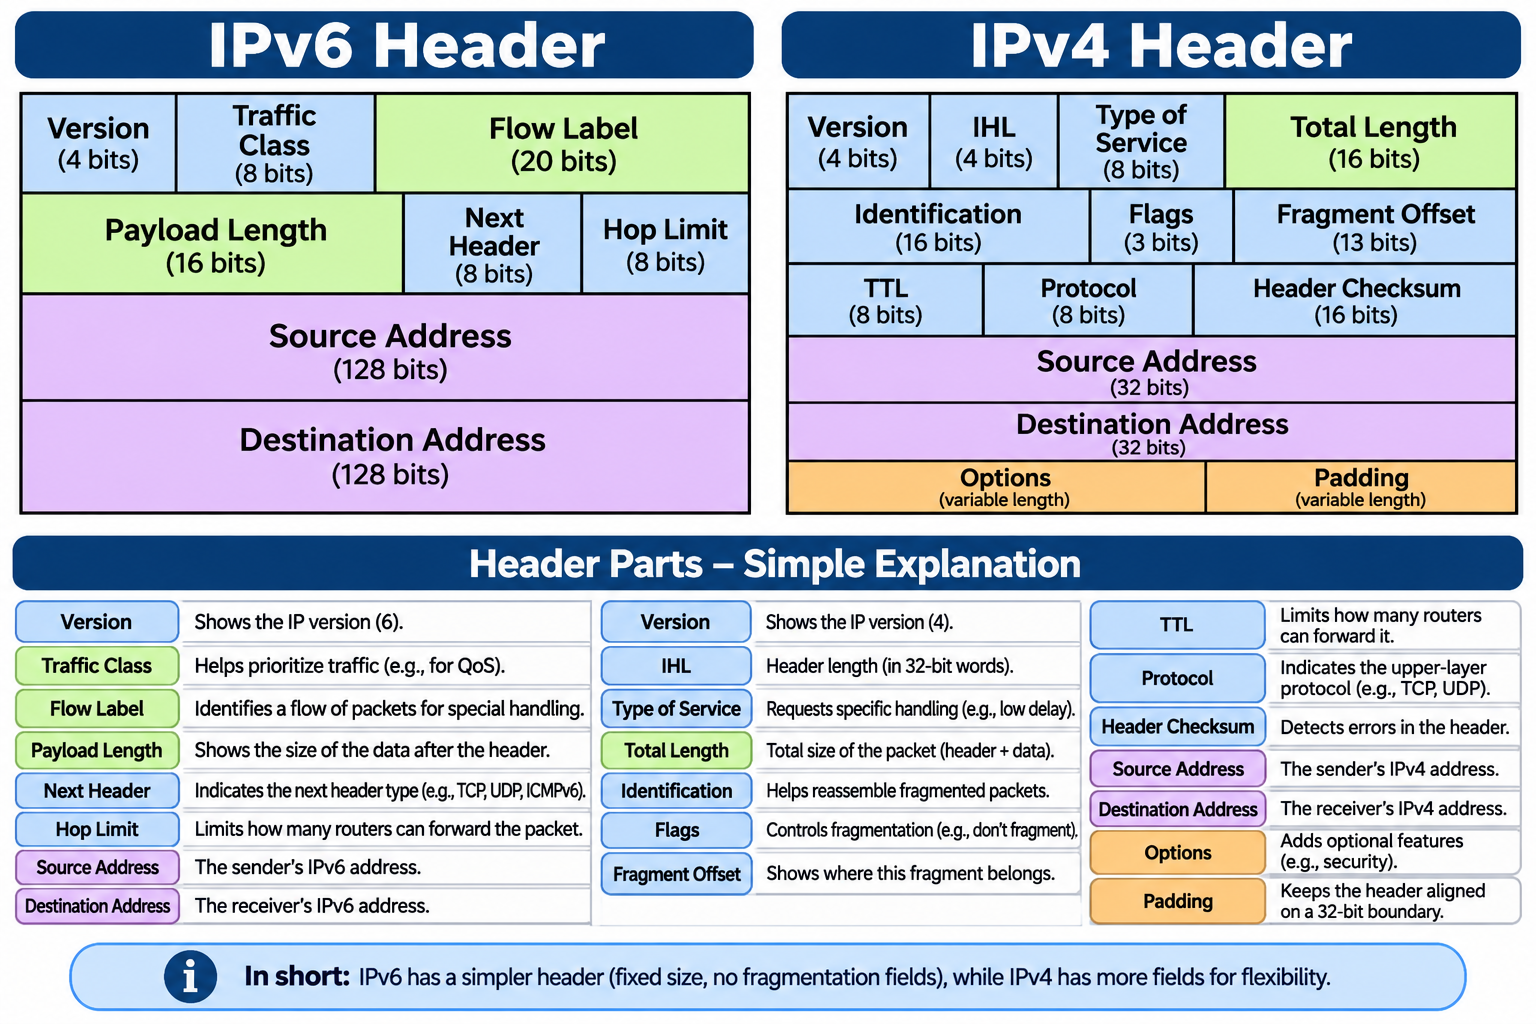 IPv6 Header
Version
(4 bits)
Traffic
Class
(8 bits)
Flow Label
(20 bits)
Payload Length
(16 bits)
Next
Header
(8 bits)
Hop Limit
(8 bits)
Source Address
(128 bits)
Destination Address
(128 bits)
IPv4 Header
Version
(4 bits)
IHL
(4 bits)
Type of
Service
(8 bits)
Total Length
(16 bits)
Identification
(16 bits)
Flags
(3 bits)
Fragment Offset
(13 bits)
TTL
(8 bits)
Protocol
(8 bits)
Header Checksum
(16 bits)
Source Address
(32 bits)
Destination Address
(32 bits)
Options
(variable length)
Padding
(variable length)
Header Parts – Simple Explanation
Version Shows the IP version (6).
Traffic Class Helps prioritize traffic (e.g., for QoS).
Flow Label Identifies a flow of packets for special handling.
Payload Length Shows the size of the data after the header.
Next Header Indicates the next header type (e.g., TCP, UDP, ICMPv6).
Hop Limit Limits how many routers can forward the packet.
Source Address The sender's IPv6 address.
Destination Address The receiver's IPv6 address.
Version Shows the IP version (4).
IHL Header length (in 32-bit words).
Type of Service Requests specific handling (e.g., low delay).
Total Length Total size of the packet (header + data).
Identification Helps reassemble fragmented packets.
Flags Controls fragmentation (e.g., don't fragment).
Fragment Offset Shows where this fragment belongs.
TTL Limits how many routers
can forward it.
Protocol Indicates the upper-layer
protocol (e.g., TCP, UDP).
Header Checksum Detects errors in the header.
Source Address The sender's IPv4 address.
Destination Address The receiver's IPv4 address.
Options Adds optional features
(e.g., security).
Padding Keeps the header aligned
on a 32-bit boundary.
i In short: IPv6 has a simpler header (fixed size, no fragmentation fields), while IPv4 has more fields for flexibility.